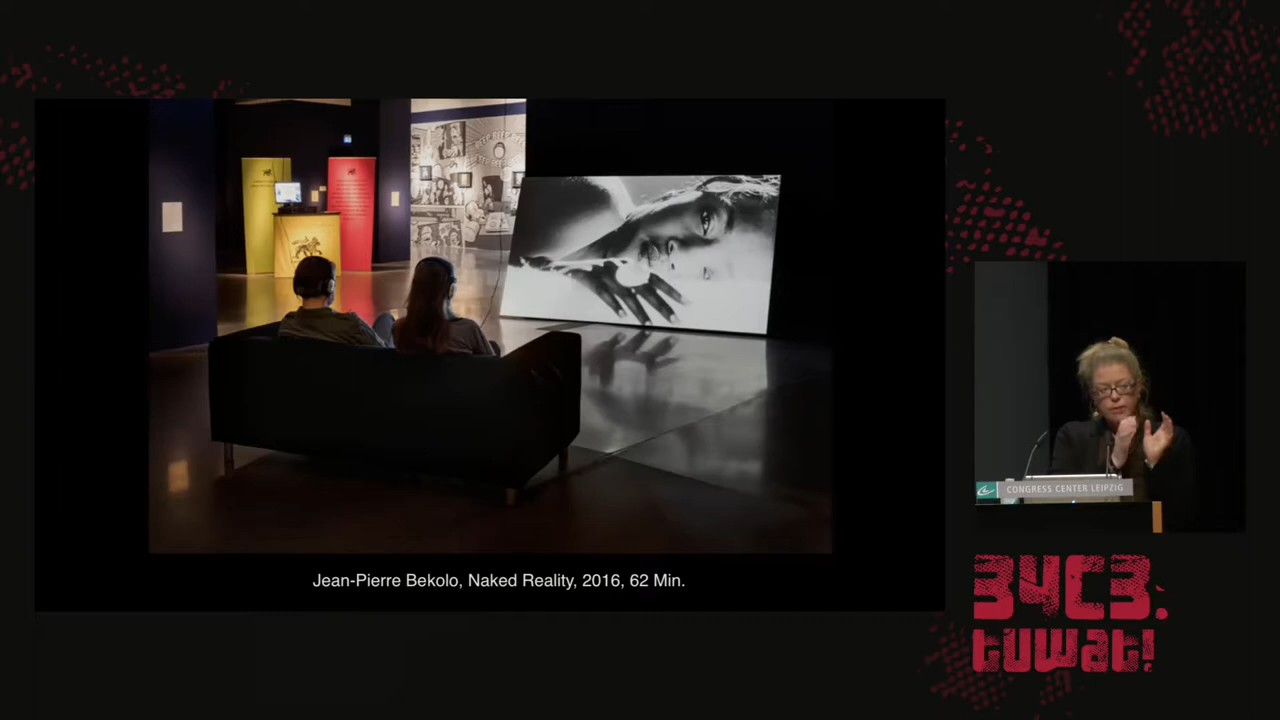 Jean-Pierre Bekolo, Naked Reality, 2016, 62 Min.
CONGRESS CENTER LEIPZIG
34C3.
tuwat!